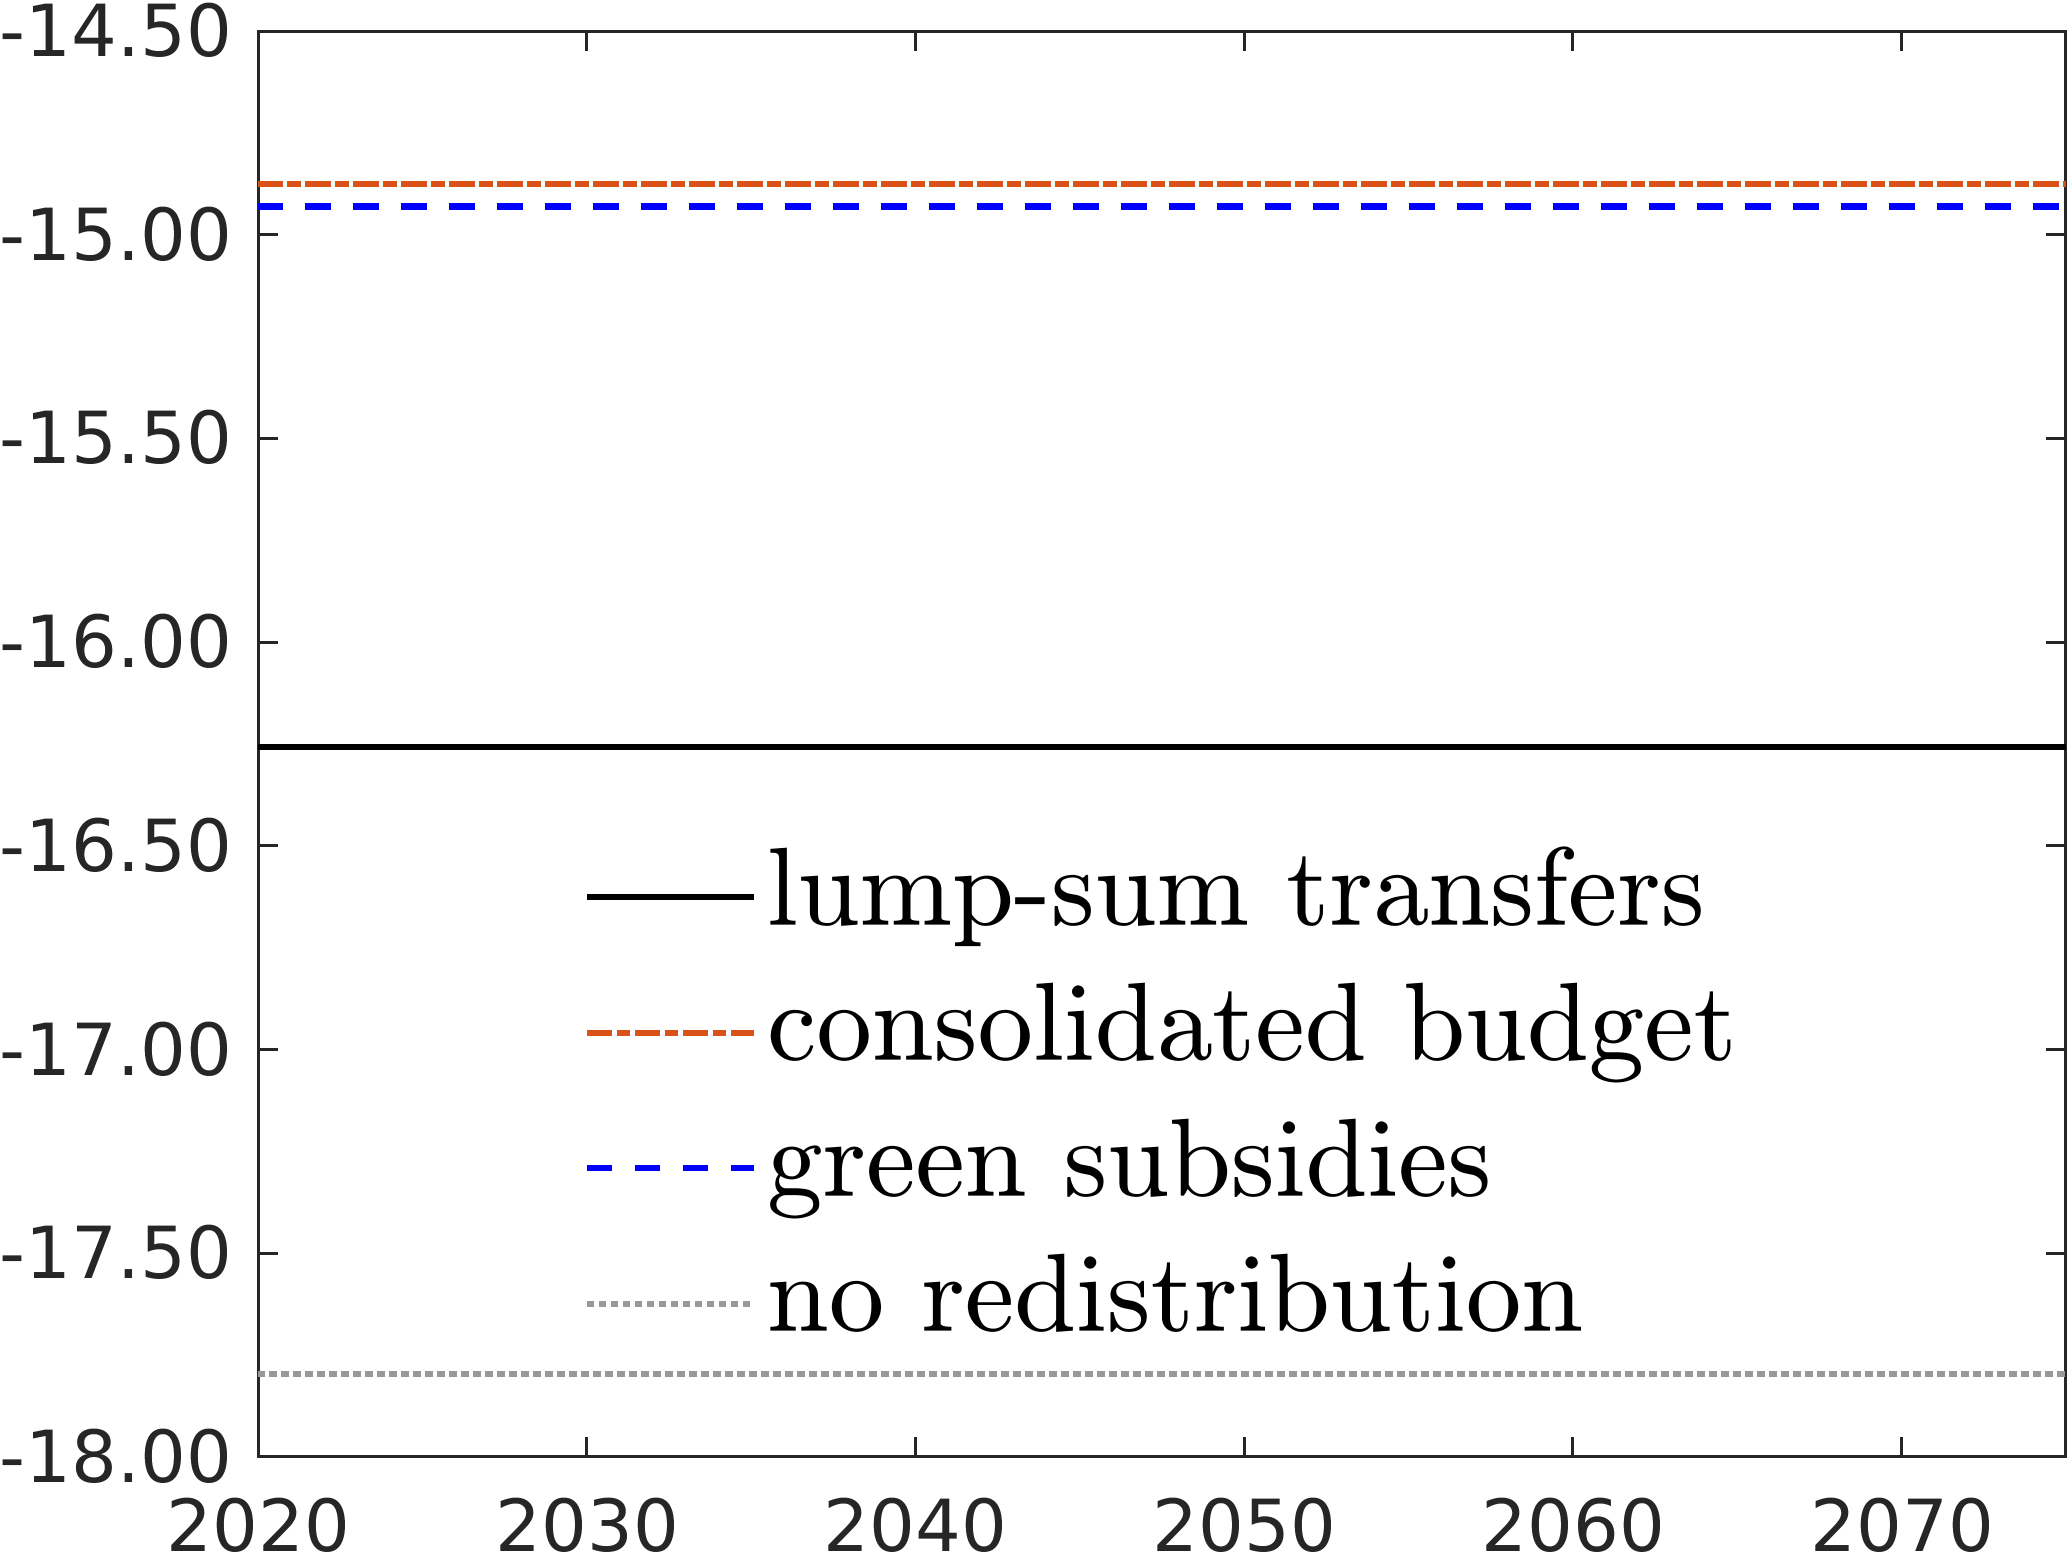 -14.50
-15.00
-15.50
-16.00
-16.50
-17.00
-17.50
-18.00
lump-sum transfers
consolidated budget
green subsidies
no redistribution
2020 2030 2040 2050 2060 2070